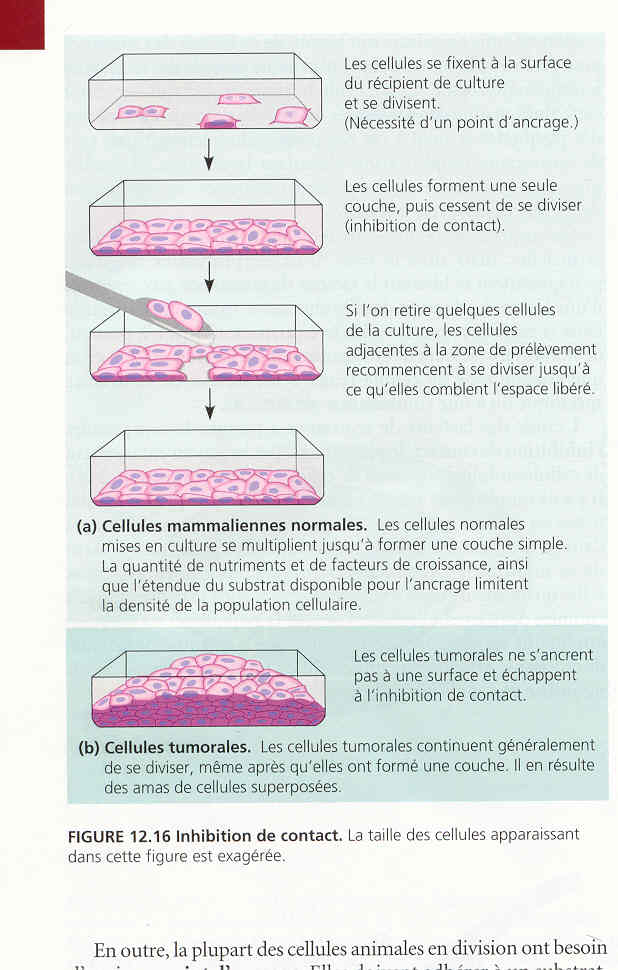 Les cellules se fixent à la surface
du récipient de culture
et se divisent.
(Nécessité d'un point d'ancrage.)
Les cellules forment une seule
couche, puis cessent de se diviser
(inhibition de contact).
Si l'on retire quelques cellules
de la culture, les cellules
adjacentes à la zone de prélèvement
recommencent à se diviser jusqu'à
ce qu'elles comblent l'espace libéré.
(a) Cellules mammaliennes normales. Les cellules normales
mises en culture se multiplient jusqu'à former une couche simple.
La quantité de nutriments et de facteurs de croissance, ainsi
que l'étendue du substrat disponible pour l'ancrage limitent
la densité de la population cellulaire.
Les cellules tumorales ne s'ancrent
pas à une surface et échappent
à l'inhibition de contact.
(b) Cellules tumorales. Les cellules tumorales continuent généralement
de se diviser, même après qu'elles ont formé une couche. Il en résulte
des amas de cellules superposées.
FIGURE 12.16 Inhibition de contact. La taille des cellules apparaissant
dans cette figure est exagérée.
En outre, la plupart des cellules animales en division ont besoin